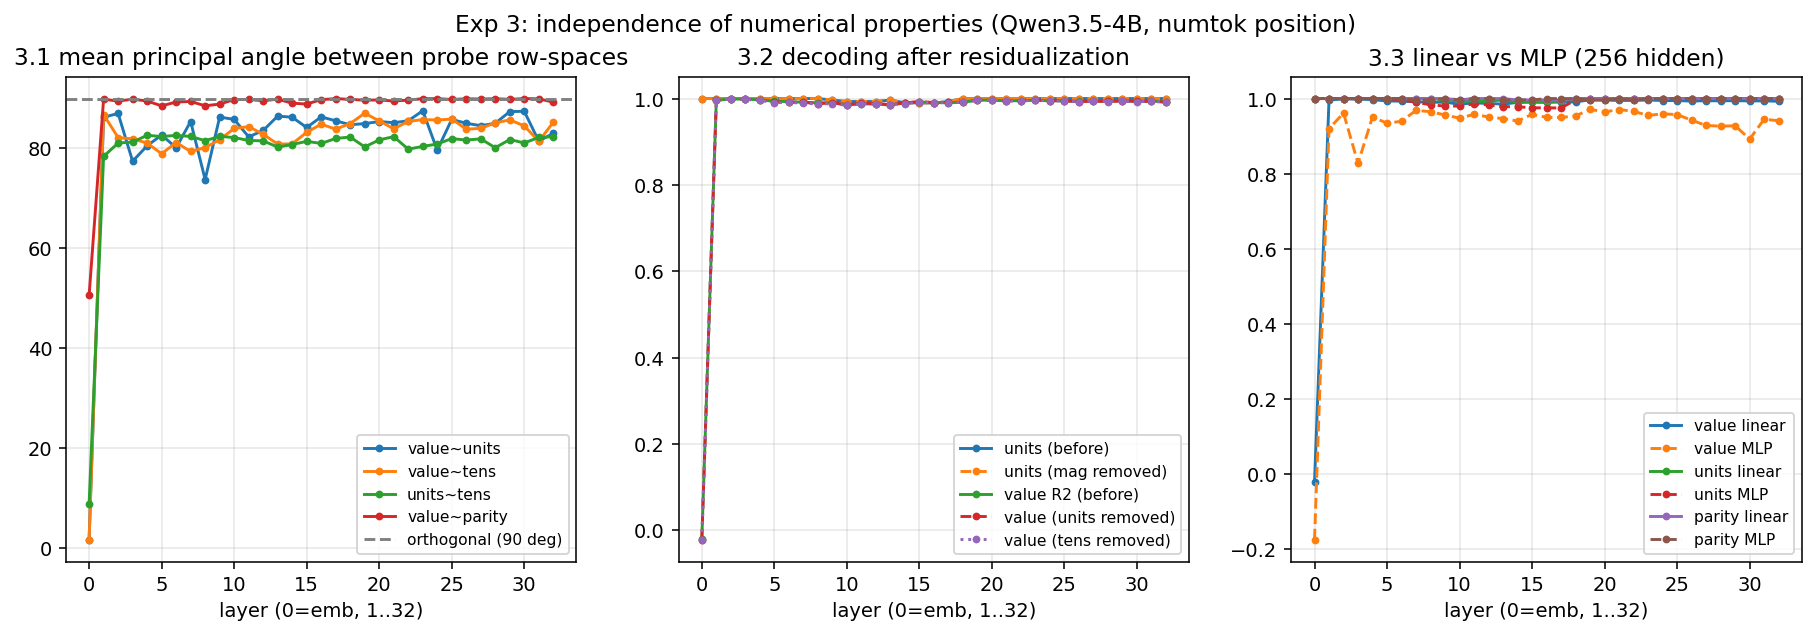 Exp 3: independence of numerical properties (Qwen3.5-4B, numtok position)
3.1 mean principal angle between probe row-spaces
80
60
40
20
0
value~units
value~tens
units~tens
value~parity
orthogonal (90 deg)
0 5 10 15 20 25 30
layer (0=emb, 1..32)
3.2 decoding after residualization
1.0
0.8
0.6
0.4
0.2
0.0
units (before)
units (mag removed)
value R2 (before)
value (units removed)
value (tens removed)
0 5 10 15 20 25 30
layer (0=emb, 1..32)
3.3 linear vs MLP (256 hidden)
1.0
0.8
0.6
0.4
0.2
0.0
−0.2
value linear
value MLP
units linear
units MLP
parity linear
parity MLP
0 5 10 15 20 25 30
layer (0=emb, 1..32)